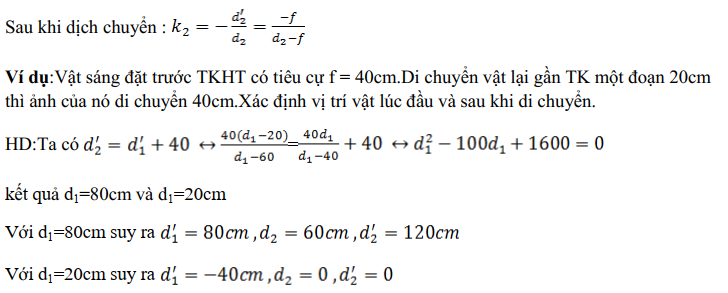 Sau khi dịch chuyển : k₂ = −d₂′/d₂ = −f/(d₂−f)
Ví dụ:Vật sáng đặt trước TKHT có tiêu cự f = 40cm.Di chuyển vật lại gần TK một đoạn 20cm
thì ảnh của nó di chuyển 40cm.Xác định vị trí vật lúc đầu và sau khi di chuyển.
HD:Ta có d₂′ = d₁′ + 40 ↔ 40(d₁−20)/(d₁−60) = 40d₁/(d₁−40) + 40 ↔ d₁² − 100d₁ + 1600 = 0
kết quả d₁=80cm và d₁=20cm
Với d₁=80cm suy ra d₁′ = 80cm ,d₂ = 60cm ,d₂′ = 120cm
Với d₁=20cm suy ra d₁′ = −40cm ,d₂ = 0 ,d₂′ = 0